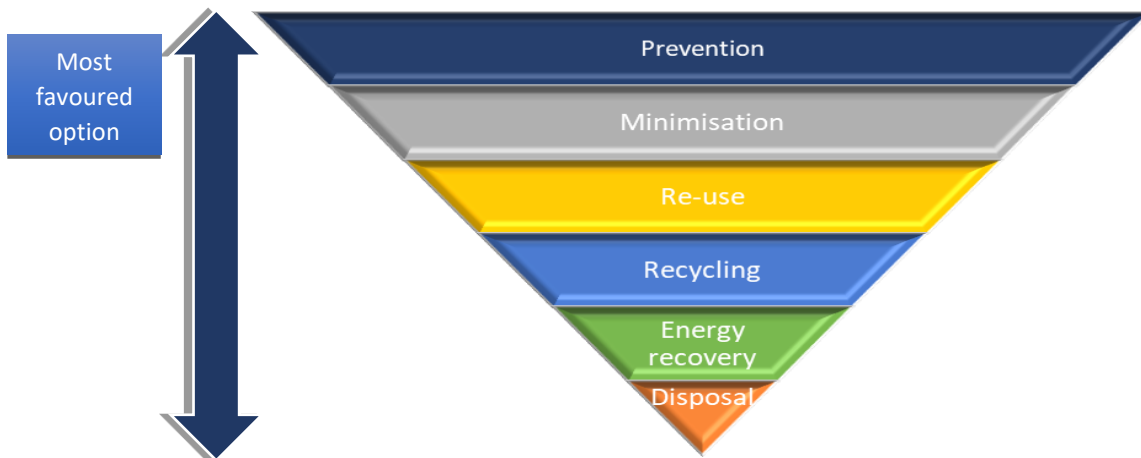 Most
favoured
option
Prevention
Minimisation
Re-use
Recycling
Energy
recovery
Disposal